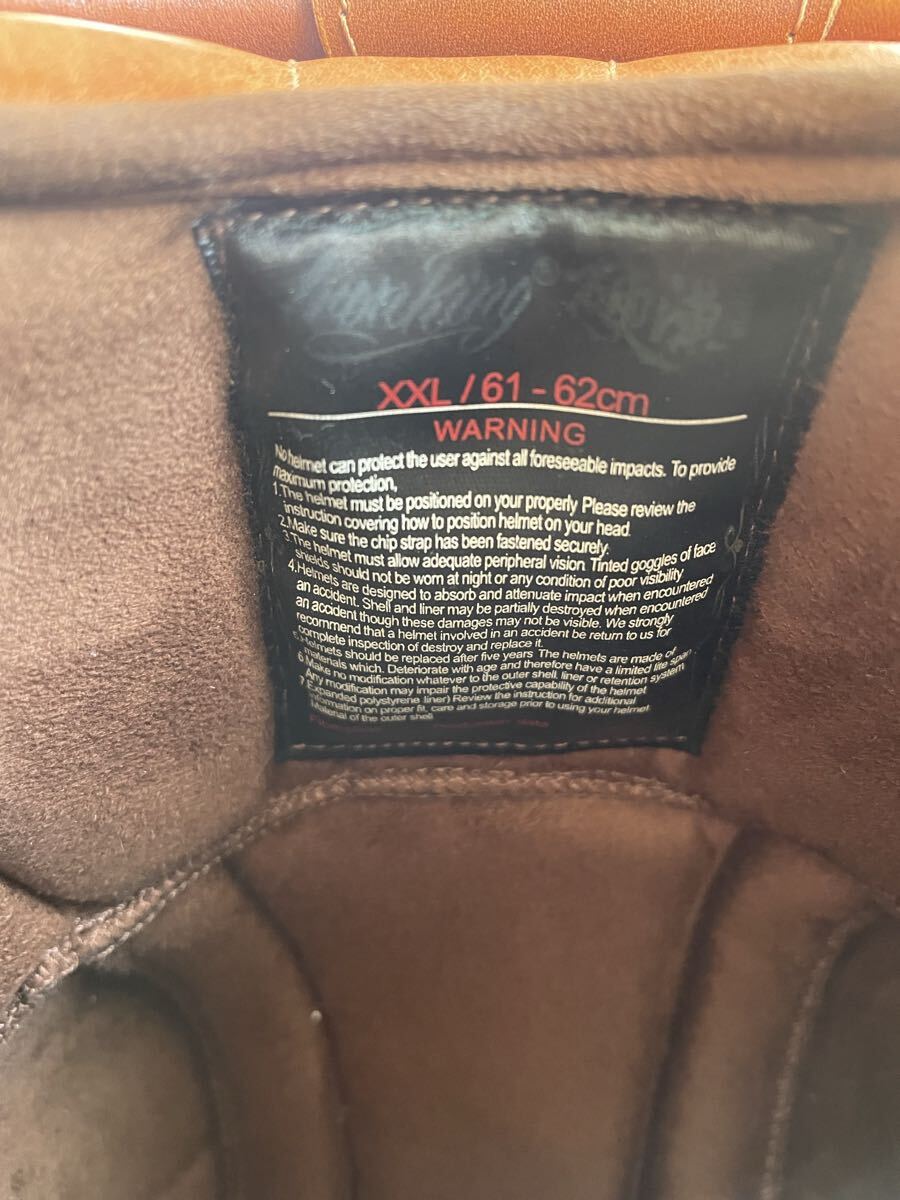 XXL / 61 - 62cm
WARNING
No helmet can protect the user against all foreseeable impacts. To provide
maximum protection,
1.The helmet must be positioned on your properly Please review the
instruction covering how to position helmet on your head.
2.Make sure the chip strap has been fastened securely.
3.The helmet must allow adequate peripheral vision. Tinted goggles of face
shields should not be worn at night or any condition of poor visibility
4.Helmets are designed to absorb and attenuate impact when encountered
an accident. Shell and liner may be partially destroyed when encountered
an accident though these damages may not be visible. We strongly
recommend that a helmet involved in an accident be return to us for
complete inspection of destroy and replace it.
5.Helmets should be replaced after five years The helmets are made of
materials which. Deteriorate with age and therefore have a limited life span
6 Make no modification whatever to the outer shell. liner or retention system
Any modification may impair the protective capability of the helmet
7 Expanded polystyrene liner) Review the instruction for additional
information on proper fit, care and storage prior to using your helmet
Material of the outer shell